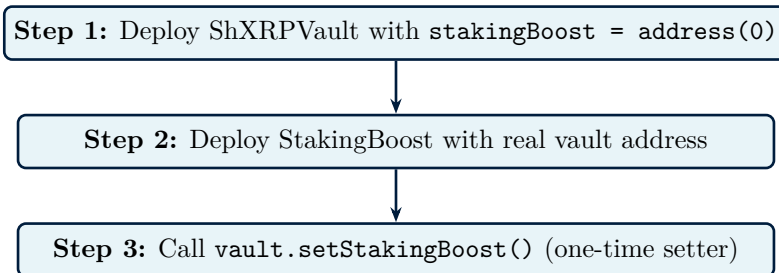 Step 1: Deploy ShXRPVault with stakingBoost = address(0)
Step 2: Deploy StakingBoost with real vault address
Step 3: Call vault.setStakingBoost() (one-time setter)